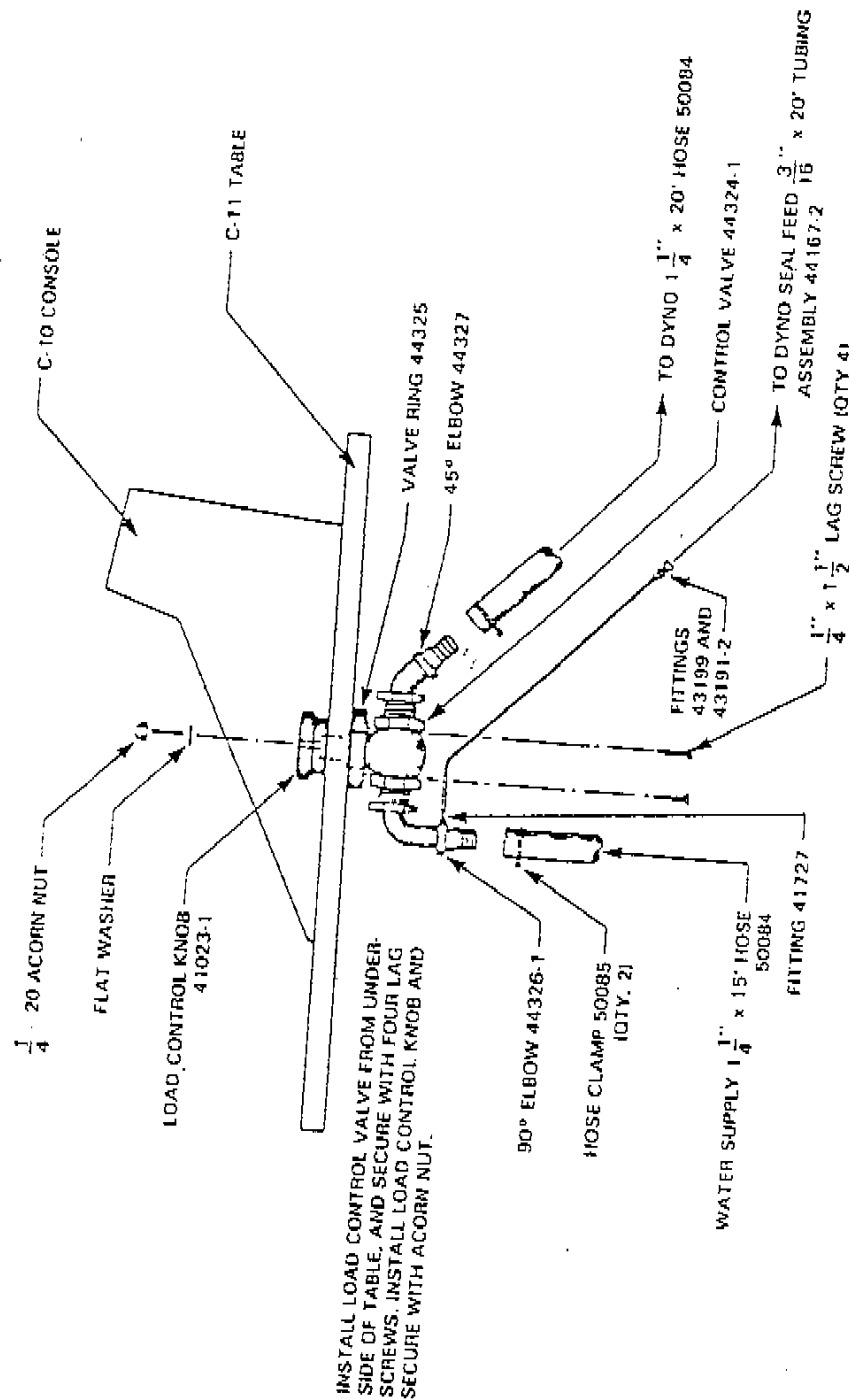 1/4 - 20 ACORN NUT
FLAT WASHER
LOAD CONTROL KNOB
41023-1
C-10 CONSOLE
C-11 TABLE
INSTALL LOAD CONTROL VALVE FROM UNDER-
SIDE OF TABLE, AND SECURE WITH FOUR LAG
SCREWS. INSTALL LOAD CONTROL KNOB AND
SECURE WITH ACORN NUT.
VALVE RING 44325
45° ELBOW 44327
90° ELBOW 44326-1
HOSE CLAMP 50085
(QTY. 2)
WATER SUPPLY 1 1/4" x 15' HOSE
50084
FITTING 41727
FITTINGS
43199 AND
43191-2
TO DYNO 1 1/4" x 20' HOSE 50084
CONTROL VALVE 44324-1
TO DYNO SEAL FEED 3/16" x 20' TUBING
ASSEMBLY 44167-2
1/4" x 1 1/2" LAG SCREW (QTY 4)